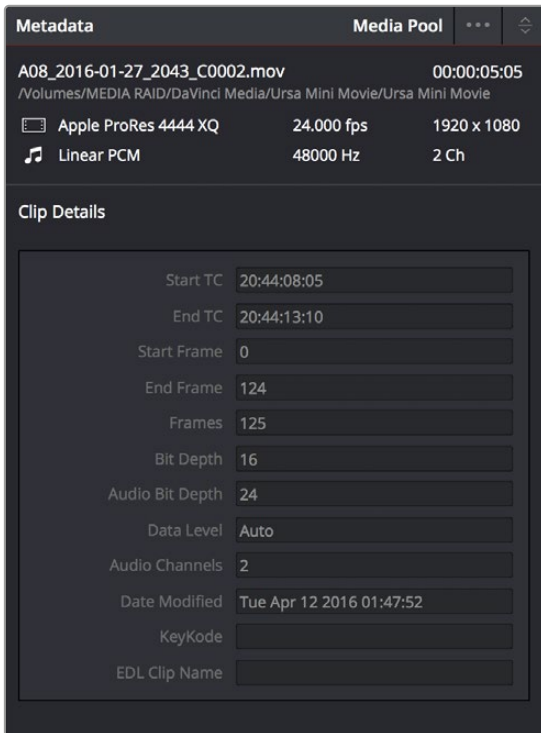 Metadata Media Pool •••
A08_2016-01-27_2043_C0002.mov 00:00:05:05
/Volumes/MEDIA RAID/DaVinci Media/Ursa Mini Movie/Ursa Mini Movie
Apple ProRes 4444 XQ 24.000 fps 1920 x 1080
Linear PCM 48000 Hz 2 Ch
Clip Details
Start TC 20:44:08:05
End TC 20:44:13:10
Start Frame 0
End Frame 124
Frames 125
Bit Depth 16
Audio Bit Depth 24
Data Level Auto
Audio Channels 2
Date Modified Tue Apr 12 2016 01:47:52
KeyKode
EDL Clip Name